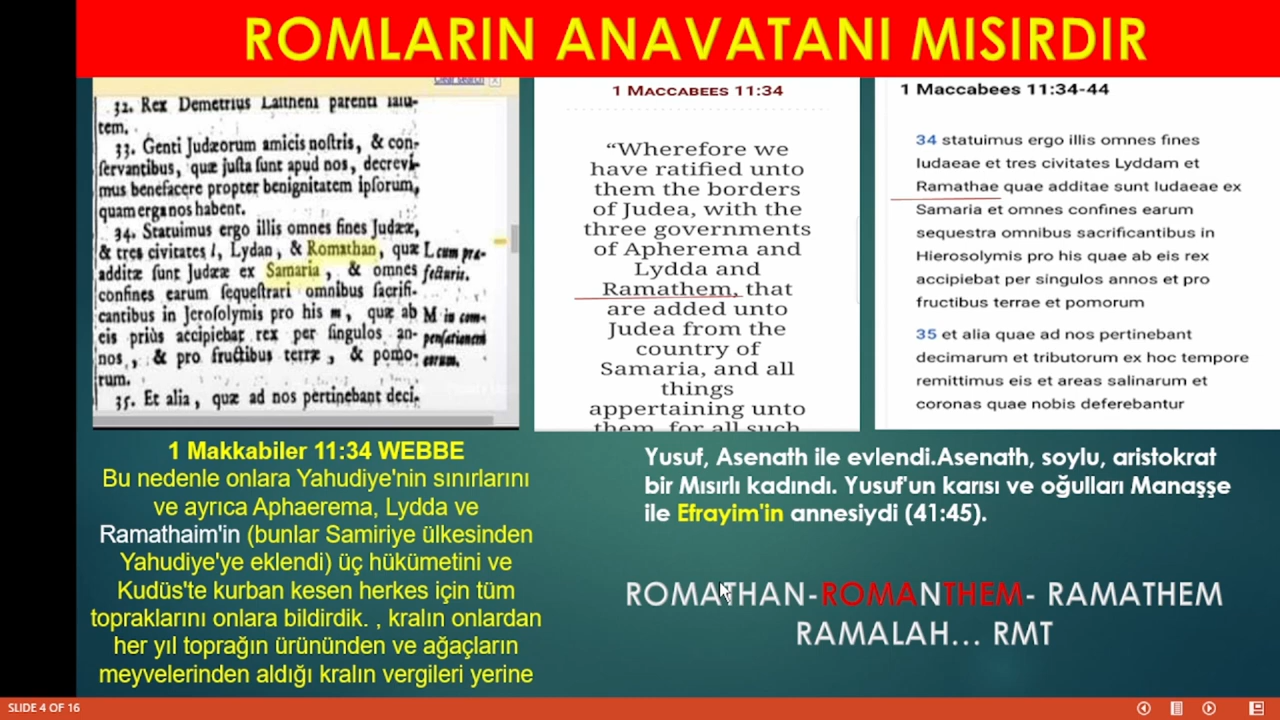 ROMLARIN ANAVATANI MISIRDIR
Clear search
32. Rex Demetrius Lastheni parenti salu-
tem.
33. Genti Judæorum amicis noſtris, & con-
ſervantibus, quæ juſta ſunt apud nos, decrevi-
mus benefacere propter benignitatem ipſorum,
quam erga nos habent.
34. Statuimus ergo illis omnes fines Judææ,
& tres civitates l, Lydan, & Romathan, quæ
additæ ſunt Judææ ex Samaria, & omnes
confines earum ſequeſtrari omnibus ſacrifi-
cantibus in Jeroſolymis pro his m, quæ ab
eis priùs accipiebat rex per ſingulos an-
nos, & pro fructibus terræ, & pomo-
rum.
35. Et alia, quæ ad nos pertinebant deci-
L cum præ-
fecturis.
M in com-
penſationem
eorum.
1 MACCABEES 11:34
“Wherefore we
have ratified unto
them the borders
of Judea, with the
three governments
of Apherema and
Lydda and
Ramathem, that
are added unto
Judea from the
country of
Samaria, and all
things
appertaining unto
them, for all such
1 Maccabees 11:34-44
34 statuimus ergo illis omnes fines
Iudaeae et tres civitates Lyddam et
Ramathae quae additae sunt Iudaeae ex
Samaria et omnes confines earum
sequestra omnibus sacrificantibus in
Hierosolymis pro his quae ab eis rex
accipiebat per singulos annos et pro
fructibus terrae et pomorum
35 et alia quae ad nos pertinebant
decimarum et tributorum ex hoc tempore
remittimus eis et areas salinarum et
coronas quae nobis deferebantur
1 Makkabiler 11:34 WEBBE
Bu nedenle onlara Yahudiye'nin sınırlarını
ve ayrıca Aphaerema, Lydda ve
Ramathaim'in (bunlar Samiriye ülkesinden
Yahudiye'ye eklendi) üç hükümetini ve
Kudüs'te kurban kesen herkes için tüm
topraklarını onlara bildirdik. , kralın onlardan
her yıl toprağın ürününden ve ağaçların
meyvelerinden aldığı kralın vergileri yerine
Yusuf, Asenath ile evlendi.Asenath, soylu, aristokrat
bir Mısırlı kadındı. Yusuf'un karısı ve oğulları Manaşşe
ile Efrayim'in annesiydi (41:45).
ROMATHAN-ROMANTHEM- RAMATHEM
RAMALAH... RMT
SLIDE 4 OF 16